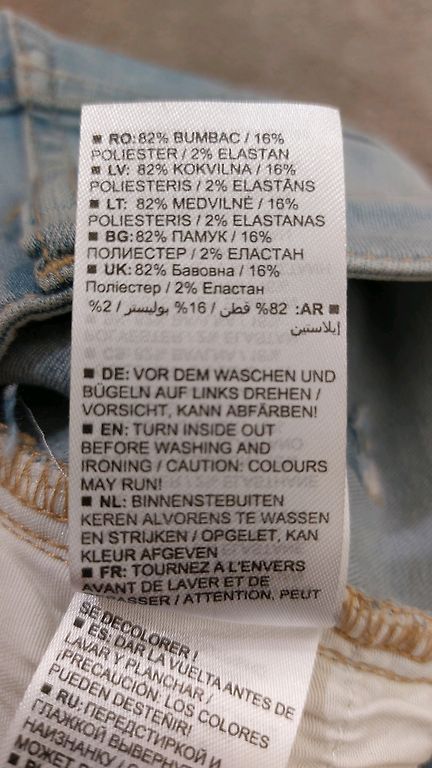 ■ RO: 82% BUMBAC / 16%
POLIESTER / 2% ELASTAN
■ LV: 82% KOKVILNA / 16%
POLIESTERIS / 2% ELASTĀNS
■ LT: 82% MEDVILNĖ / 16%
POLIESTERIS / 2% ELASTANAS
■ BG: 82% ПАМУК / 16%
ПОЛИЕСТЕР / 2% ЕЛАСТАН
■ UK: 82% Бавовна / 16%
Поліестер / 2% Еластан
■ AR: 82% قطن / 16% بوليستر / 2%
إيلاستين
■ DE: VOR DEM WASCHEN UND
BÜGELN AUF LINKS DREHEN /
VORSICHT, KANN ABFÄRBEN!
■ EN: TURN INSIDE OUT
BEFORE WASHING AND
IRONING / CAUTION: COLOURS
MAY RUN!
■ NL: BINNENSTEBUITEN
KEREN ALVORENS TE WASSEN
EN STRIJKEN / OPGELET, KAN
KLEUR AFGEVEN
■ FR: TOURNEZ A L'ENVERS
AVANT DE LAVER ET DE
/ ATTENTION, PEUT
SE DECOLORER !
■ ES: DAR LA VUELTA ANTES DE
LAVAR Y PLANCHAR /
¡PRECAUCIÓN, LOS COLORES
PUEDEN DESTEÑIR!
■ RU: ПЕРЕД СТИРКОЙ И
ГЛАЖКОЙ ВЫВЕРНУТЬ
НАИЗНАНКУ /
МОЖЕТ